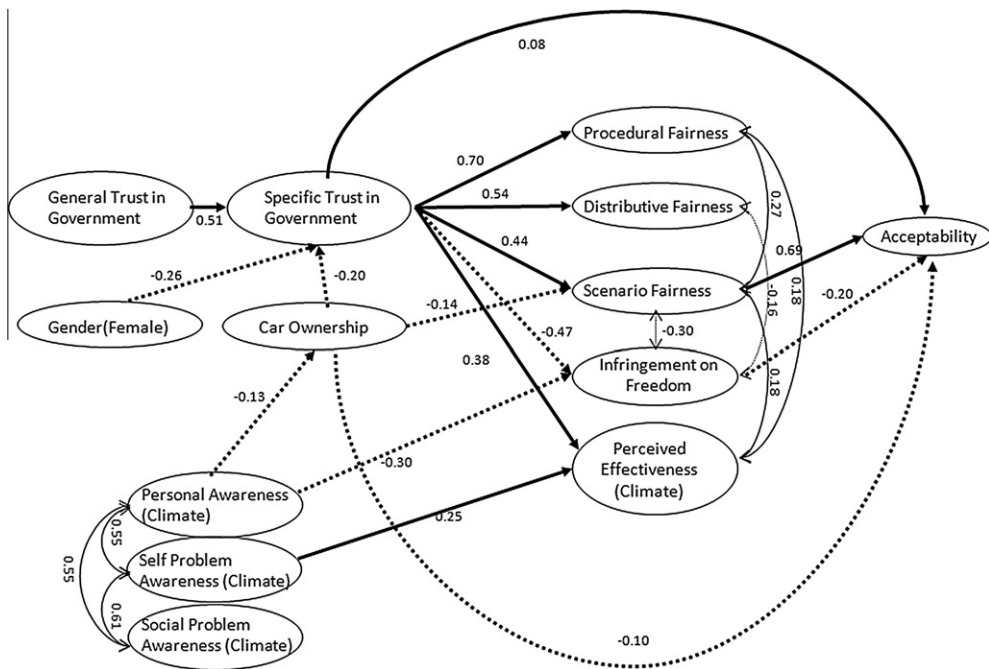 0.08
Procedural Fairness
0.70
General Trust in
Government
0.51
Specific Trust in
Government
0.54
Distributive Fairness
0.27
0.44
Acceptability
0.69
-0.26
-0.20
Scenario Fairness
-0.20
0.18
-0.16
Gender(Female)
Car Ownership
-0.14
-0.47
-0.30
0.38
Infringement on
Freedom
0.18
-0.13
Perceived
Effectiveness
(Climate)
-0.30
Personal Awareness
(Climate)
0.55
0.25
0.55
Self Problem
Awareness (Climate)
0.61
Social Problem
Awareness (Climate)
-0.10